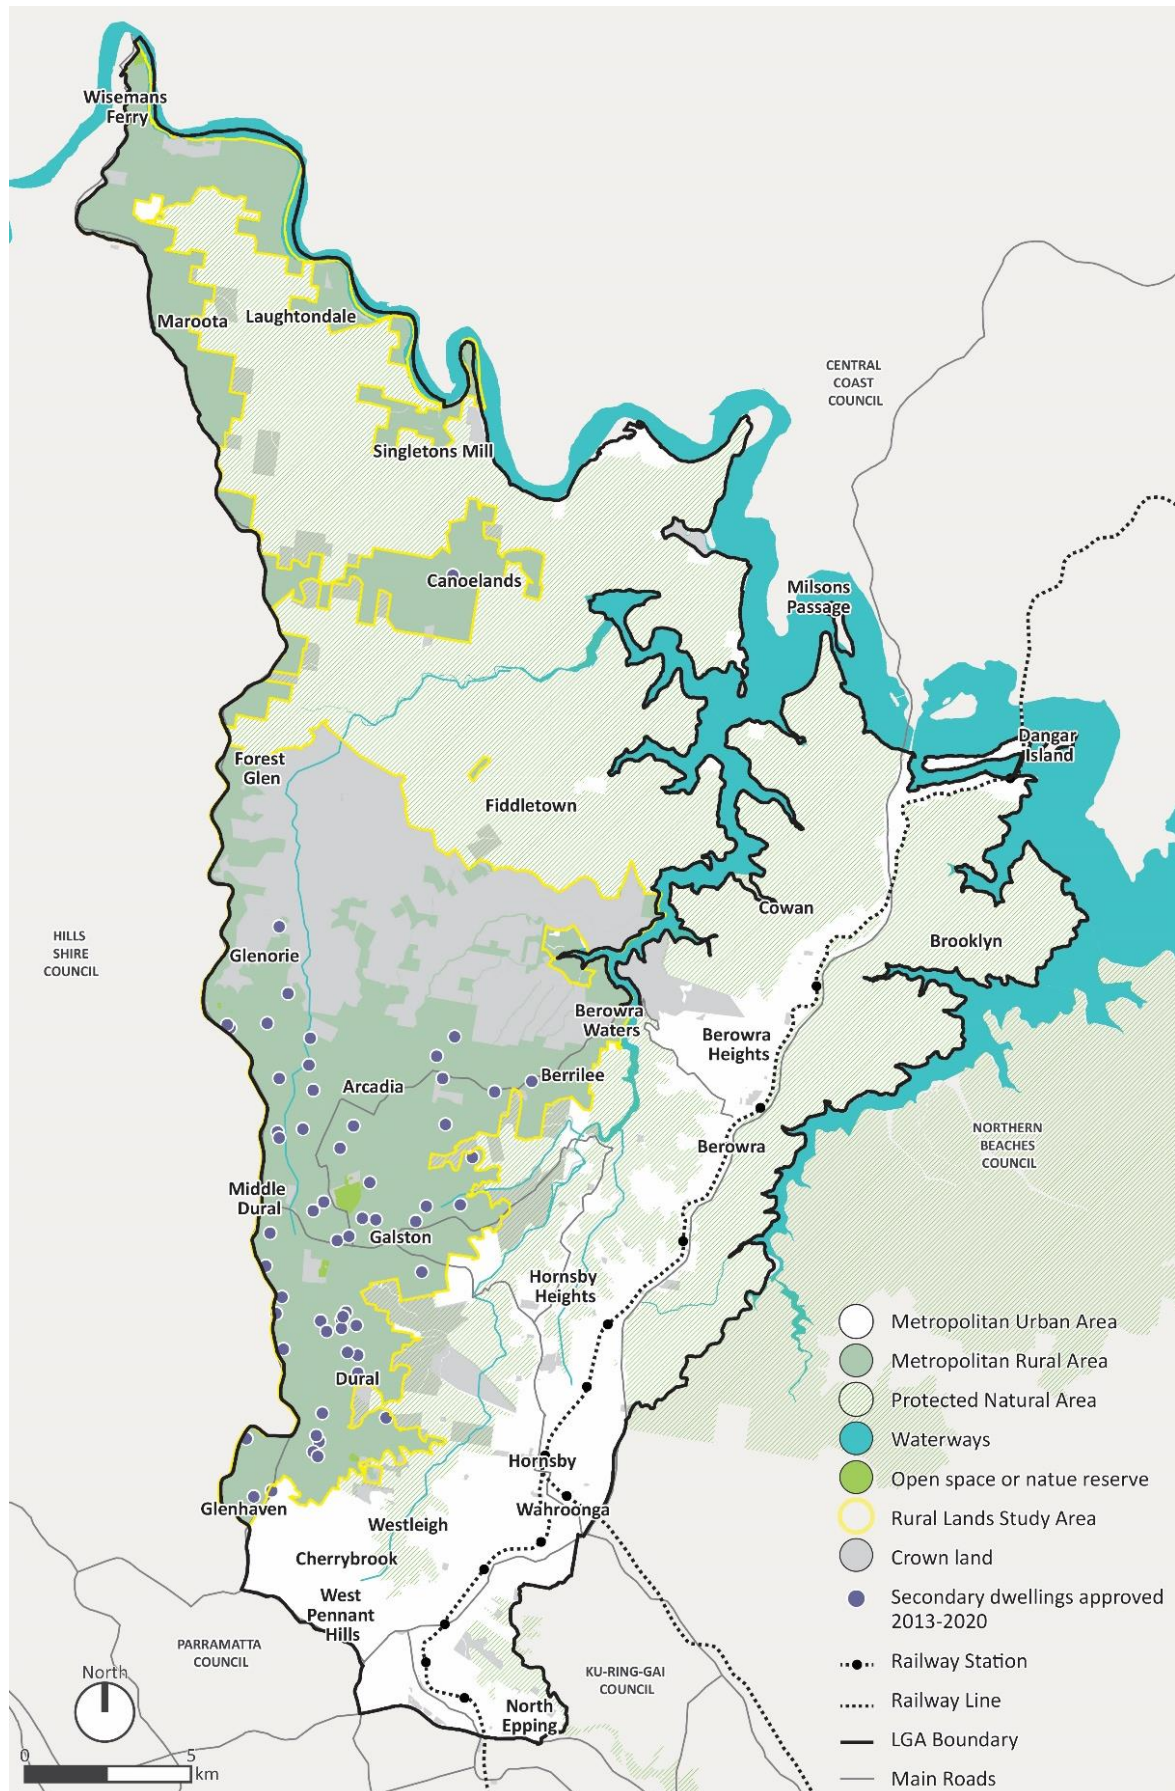 Wisemans
Ferry
Maroota
Laughtondale
CENTRAL
COAST
COUNCIL
Singletons Mill
Canoelands
Milsons
Passage
Forest
Glen
Dangar
Island
Fiddletown
Cowan
HILLS
SHIRE
COUNCIL
Glenorie
Brooklyn
Berowra
Waters
Berowra
Heights
Arcadia
Berrilee
Berowra
NORTHERN
BEACHES
COUNCIL
Middle
Dural
Galston
Hornsby
Heights
Dural
Hornsby
Glenhaven
Westleigh
Wahroonga
Cherrybrook
West
Pennant
Hills
PARRAMATTA
COUNCIL
KU-RING-GAI
COUNCIL
North
Epping
North
0
5
km
Metropolitan Urban Area
Metropolitan Rural Area
Protected Natural Area
Waterways
Open space or natue reserve
Rural Lands Study Area
Crown land
Secondary dwellings approved
2013-2020
Railway Station
Railway Line
LGA Boundary
Main Roads